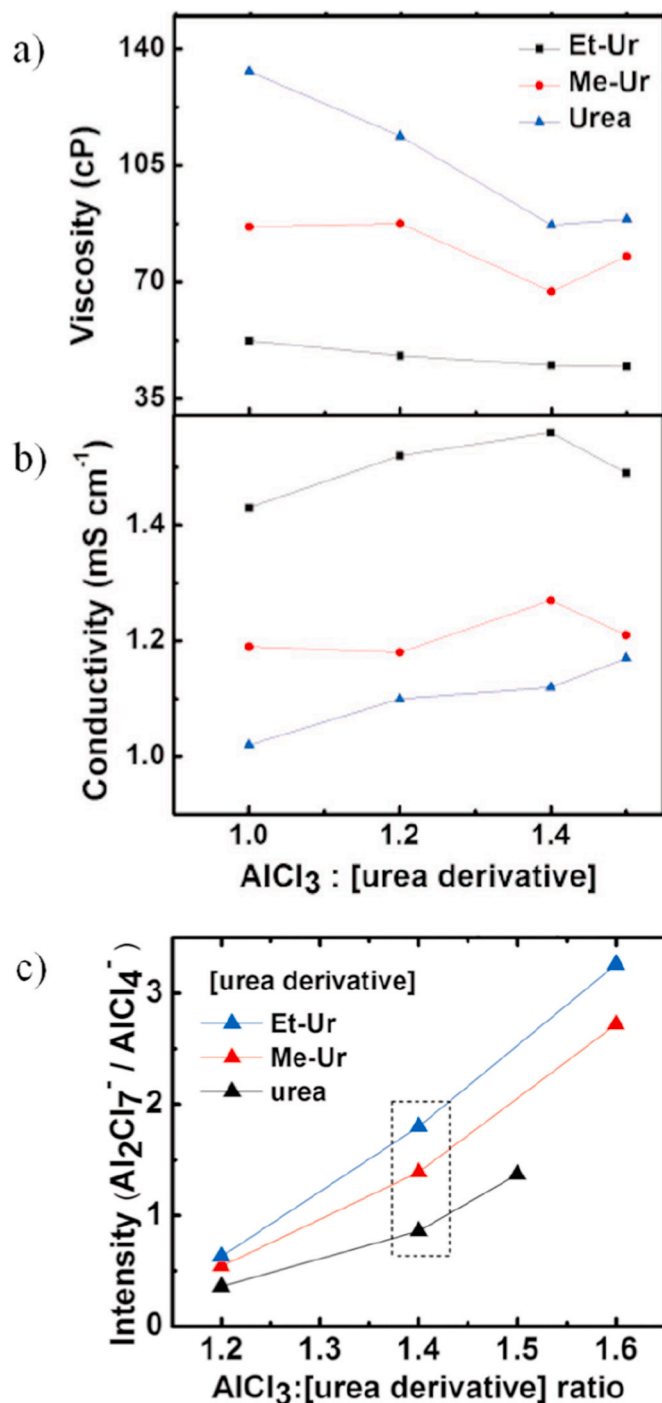 a)
Viscosity (cP)
140
105
70
35
Et-Ur
Me-Ur
Urea
b)
Conductivity (mS cm⁻¹)
1.4
1.2
1.0
1.0 1.2 1.4
AlCl₃ : [urea derivative]
c)
Intensity (Al₂Cl₇⁻ / AlCl₄⁻)
3
2
1
0
[urea derivative]
Et-Ur
Me-Ur
urea
1.2 1.3 1.4 1.5 1.6
AlCl₃:[urea derivative] ratio